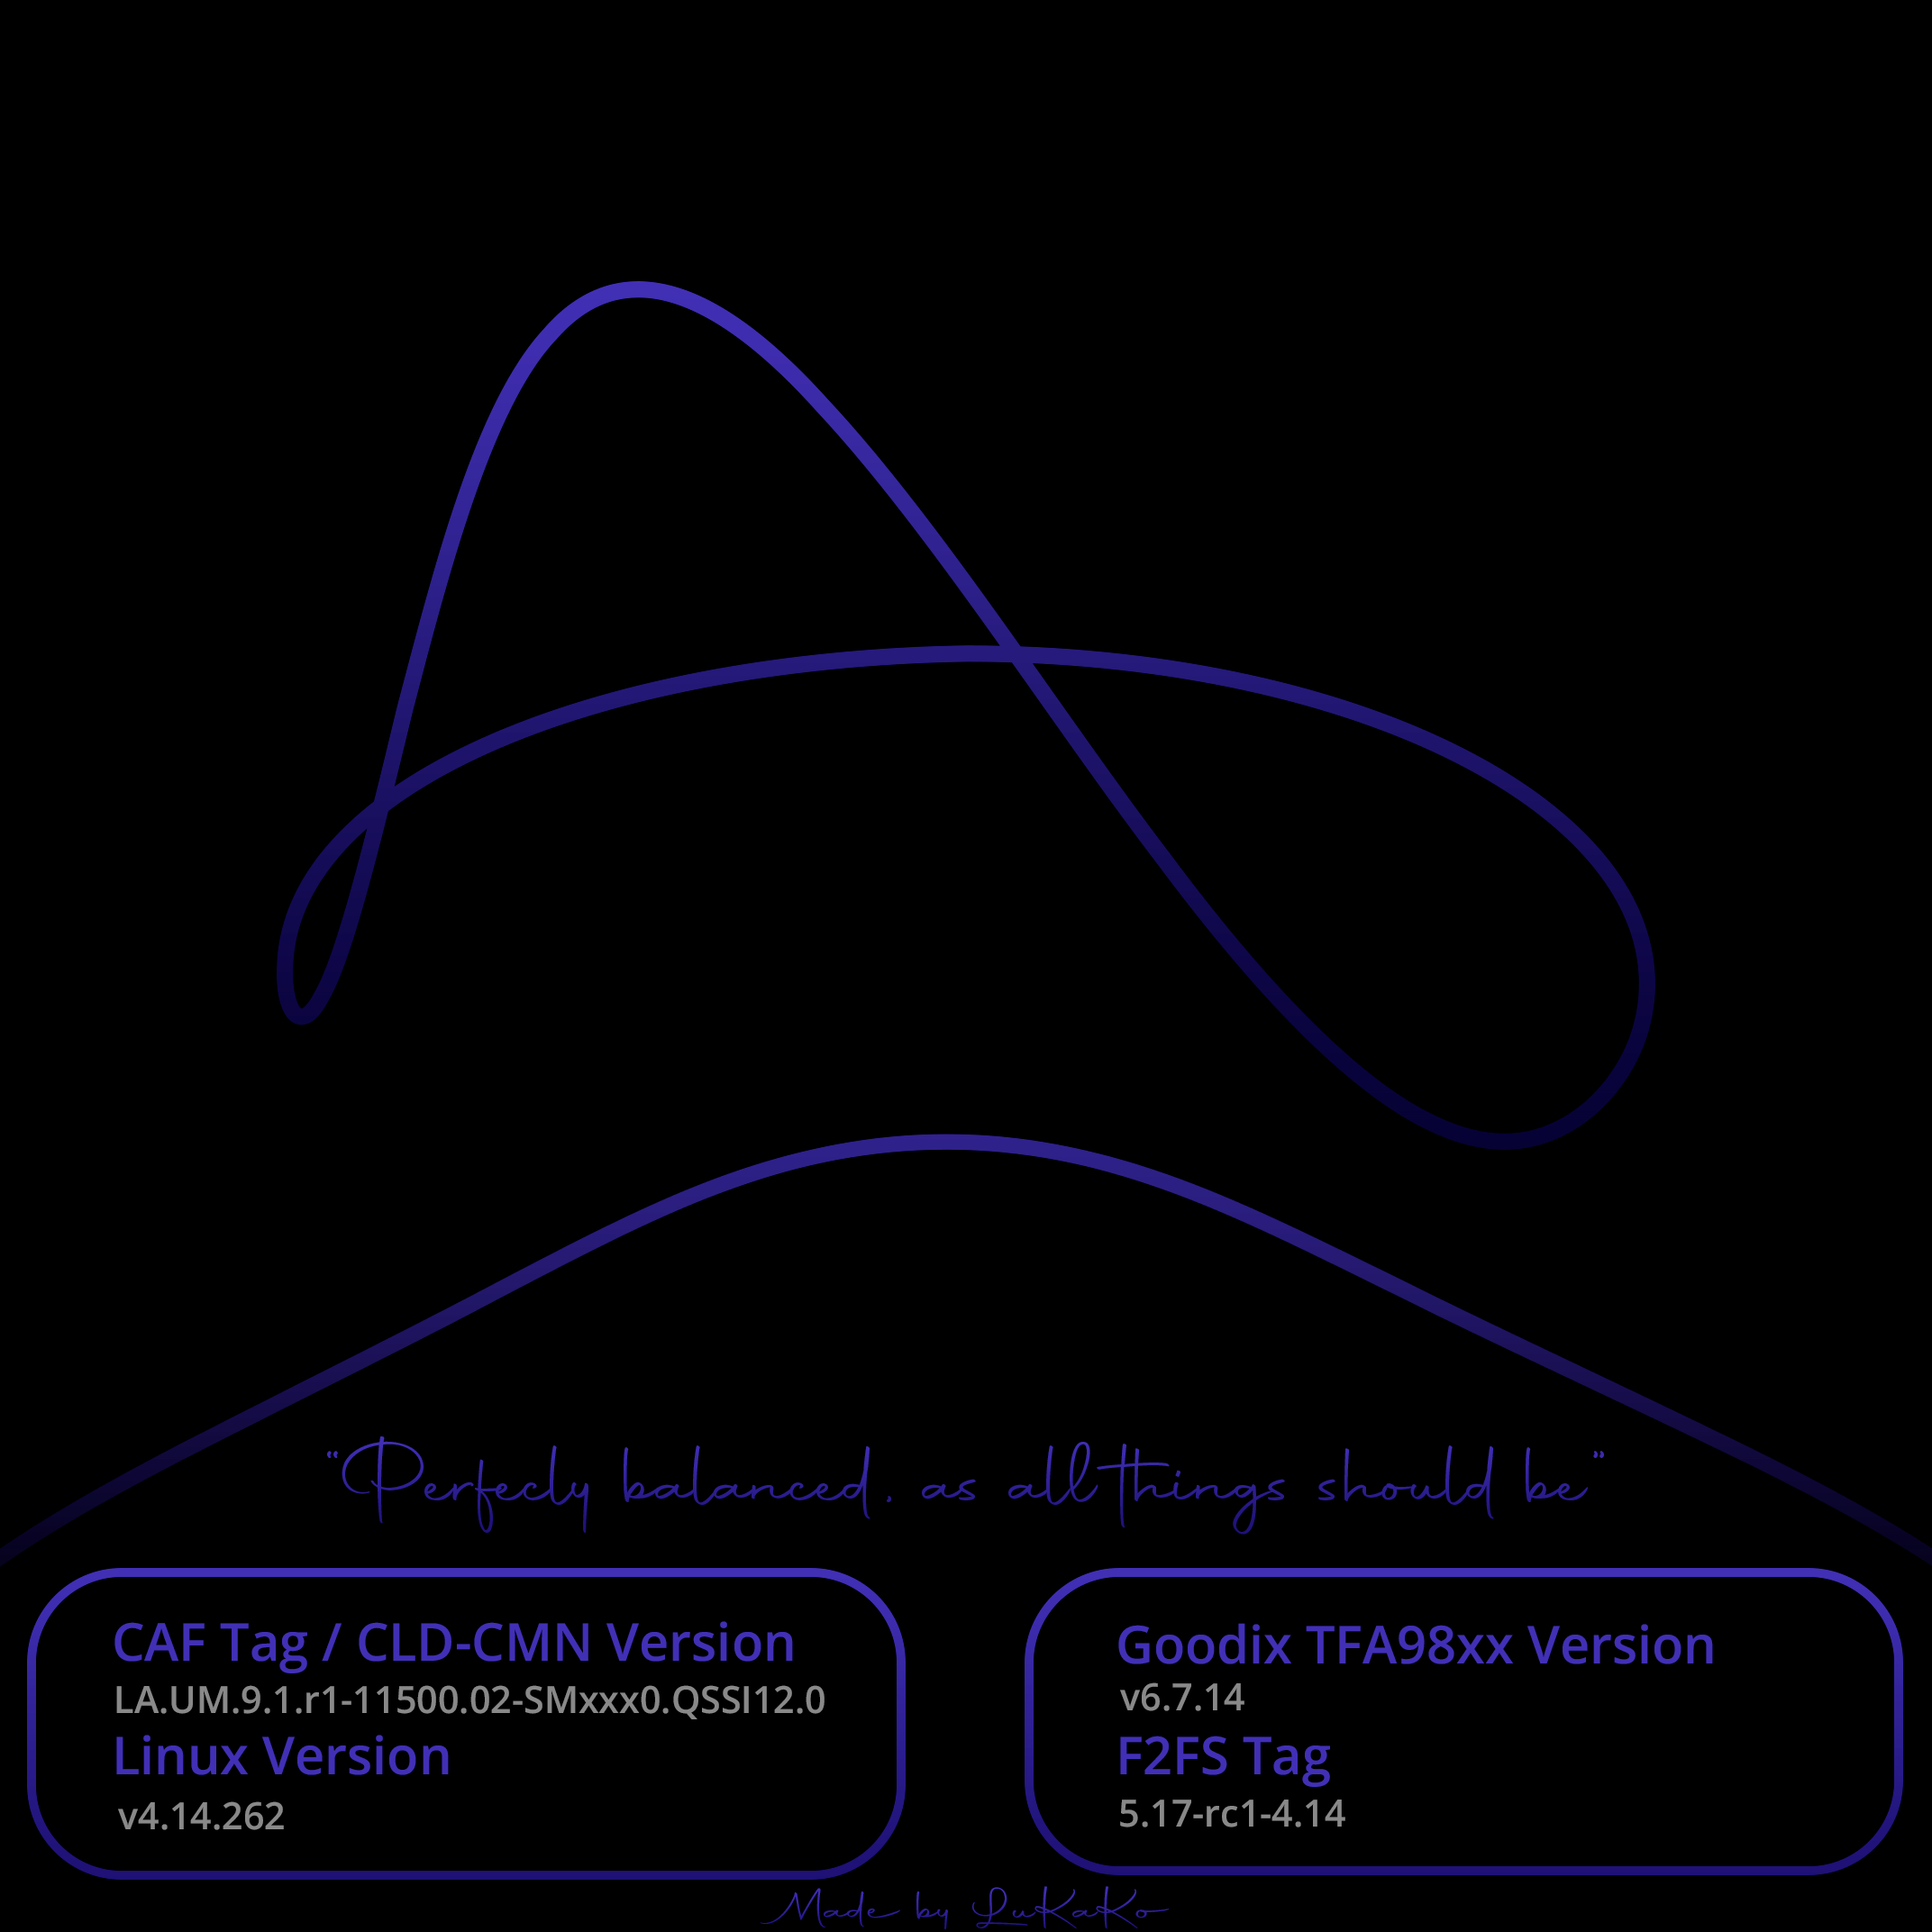 “Perfecly balanced, as all things should be”
CAF Tag / CLD-CMN Version
LA.UM.9.1.r1-11500.02-SMxxx0.QSSI12.0
Linux Version
v4.14.262
Goodix TFA98xx Version
v6.7.14
F2FS Tag
5.17-rc1-4.14
Made by LuKaKo